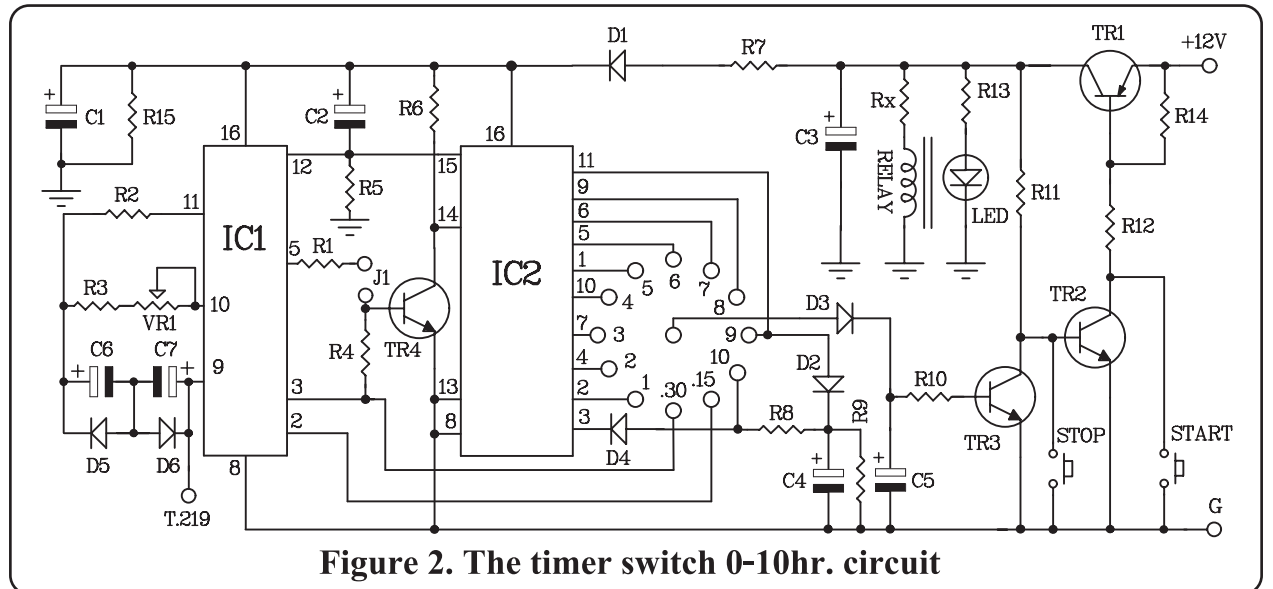 D1
R7
TR1
+12V
+
C1
R15
16
C2
+
R6
16
C3
+
Rx
R13
R14
RELAY
LED
R11
R12
12
R5
15
11
9
6
5
1
10
7
4
2
3
R2
11
IC1
5
R1
J1
14
IC2
6
7
8
5
4
3
2
1
.30
.15
10
9
D3
R3
VR1
10
R4
TR4
D2
TR2
C6
C7
+
+
9
3
2
8
13
8
D4
R8
R9
R10
TR3
STOP
START
D5
D6
T.219
+
C4
+
C5
G
Figure 2. The timer switch 0-10hr. circuit